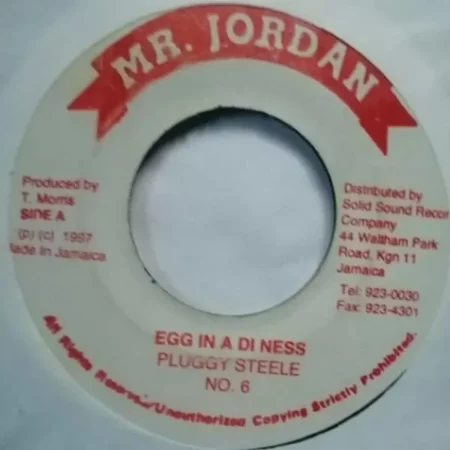 MR. JORDAN
Produced by
T. Morris
SIDE A
(p) (c) 1997
Made in Jamaica
Distributed by
Solid Sound Recor
Company
44 Waltham Park
Road, Kgn 11
Jamaica
Tel: 923-0030
Fax: 923-4301
EGG IN A DI NESS
PLUGGY STEELE
NO. 6
All Rights Reserve/Unauthorized Copying Strictly Prohibited.